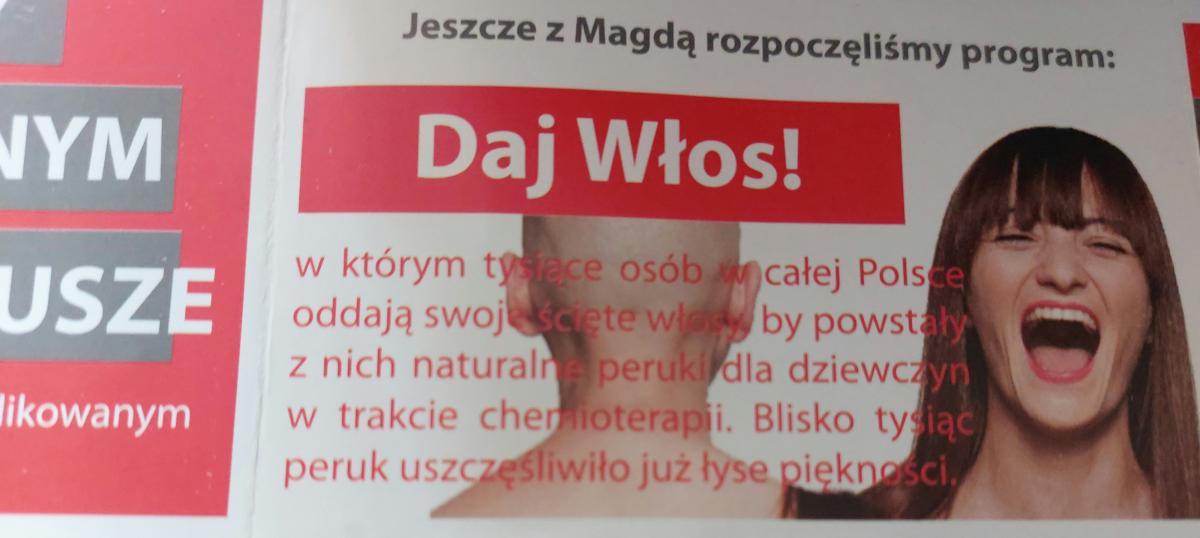 Jeszcze z Magdą rozpoczęliśmy program:
Daj Włos!
w którym tysiące osób w całej Polsce
oddają swoje ścięte włosy, by powstały
z nich naturalne peruki dla dziewczyn
w trakcie chemioterapii. Blisko tysiąc
peruk uszczęśliwiło już łyse piękności.
NYM
USZE
likowanym